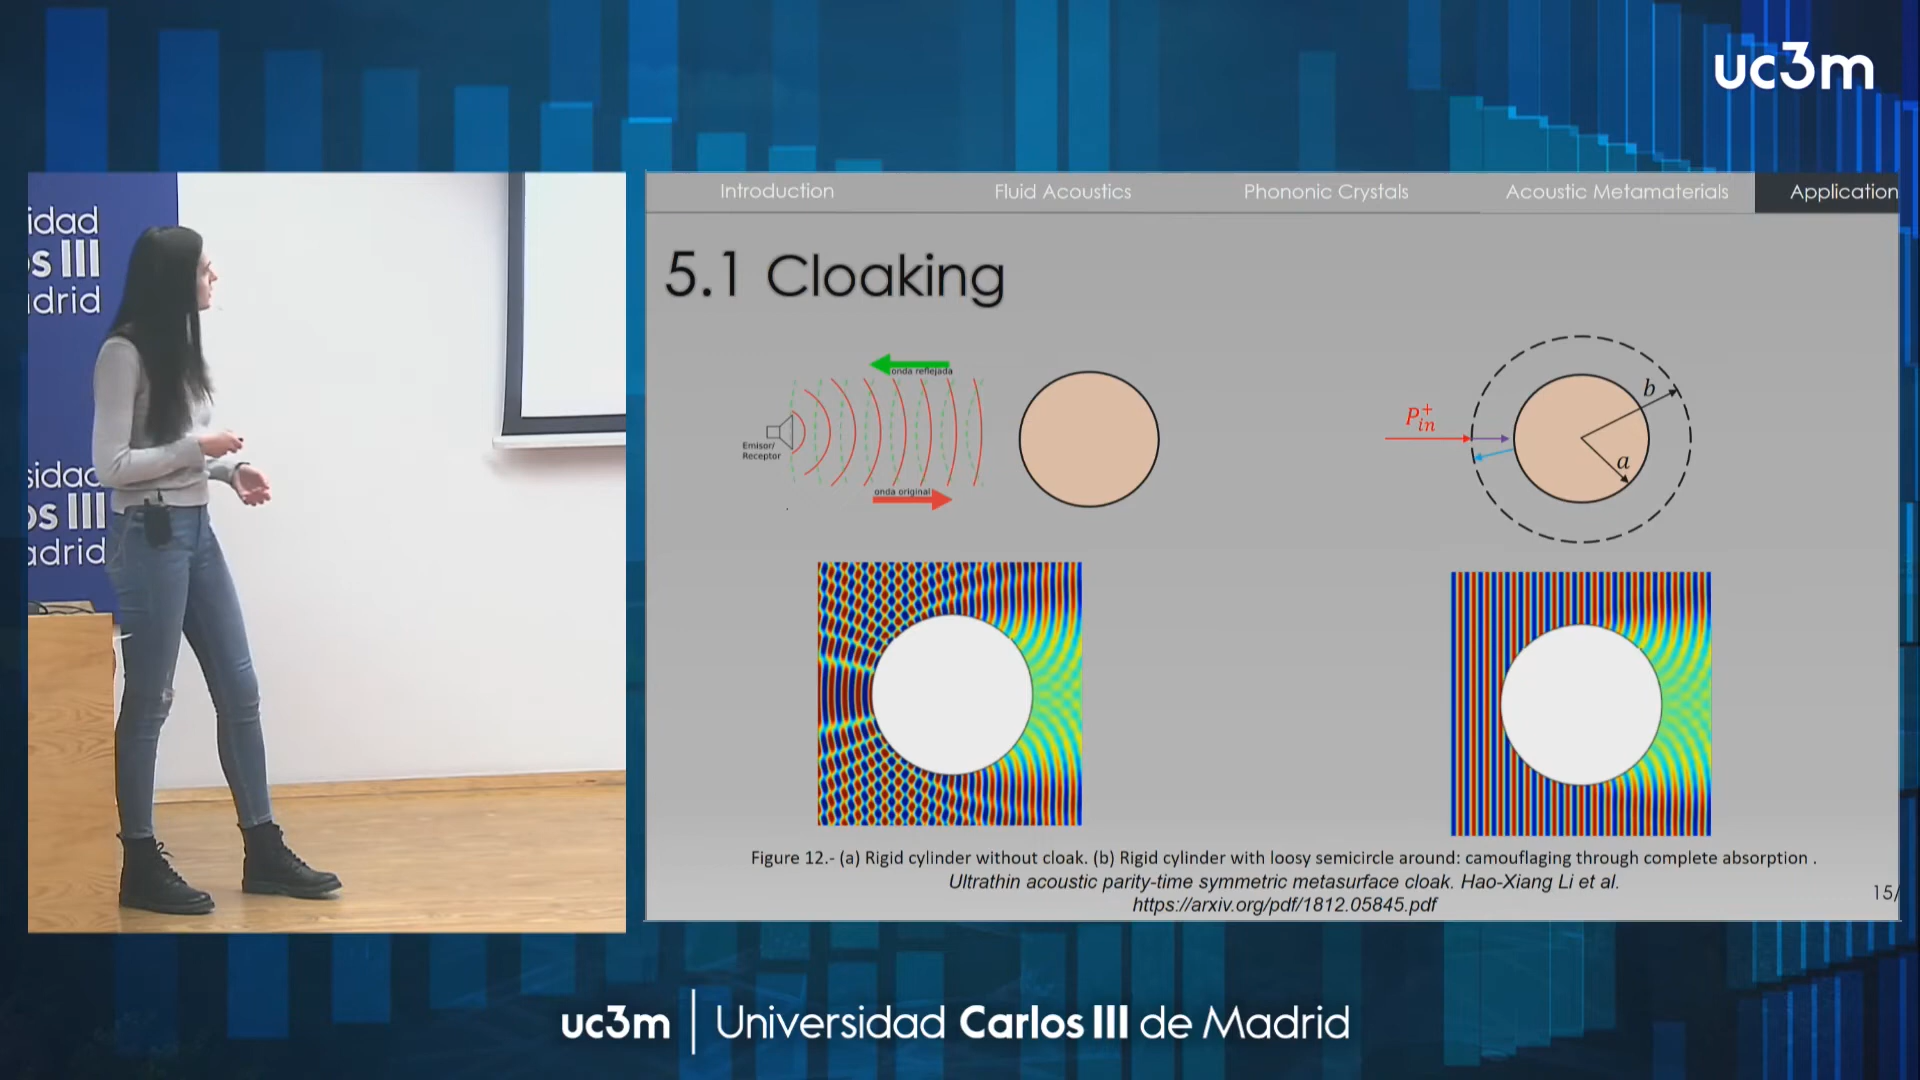 uc3m
idad
os III
adrid
sidad
os III
adrid
Introduction
Fluid Acoustics
Phononic Crystals
Acoustic Metamaterials
Application
5.1 Cloaking
onda reflejada
Emisor/
Receptor
onda original
P+in
b
a
Figure 12.- (a) Rigid cylinder without cloak. (b) Rigid cylinder with loosy semicircle around: camouflaging through complete absorption .
Ultrathin acoustic parity-time symmetric metasurface cloak. Hao-Xiang Li et al.
https://arxiv.org/pdf/1812.05845.pdf
15/
uc3m | Universidad Carlos III de Madrid